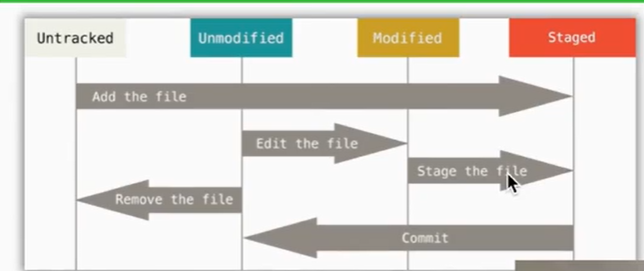 Untracked
Unmodified
Modified
Staged
Add the file
Edit the file
Stage the file
Remove the file
Commit